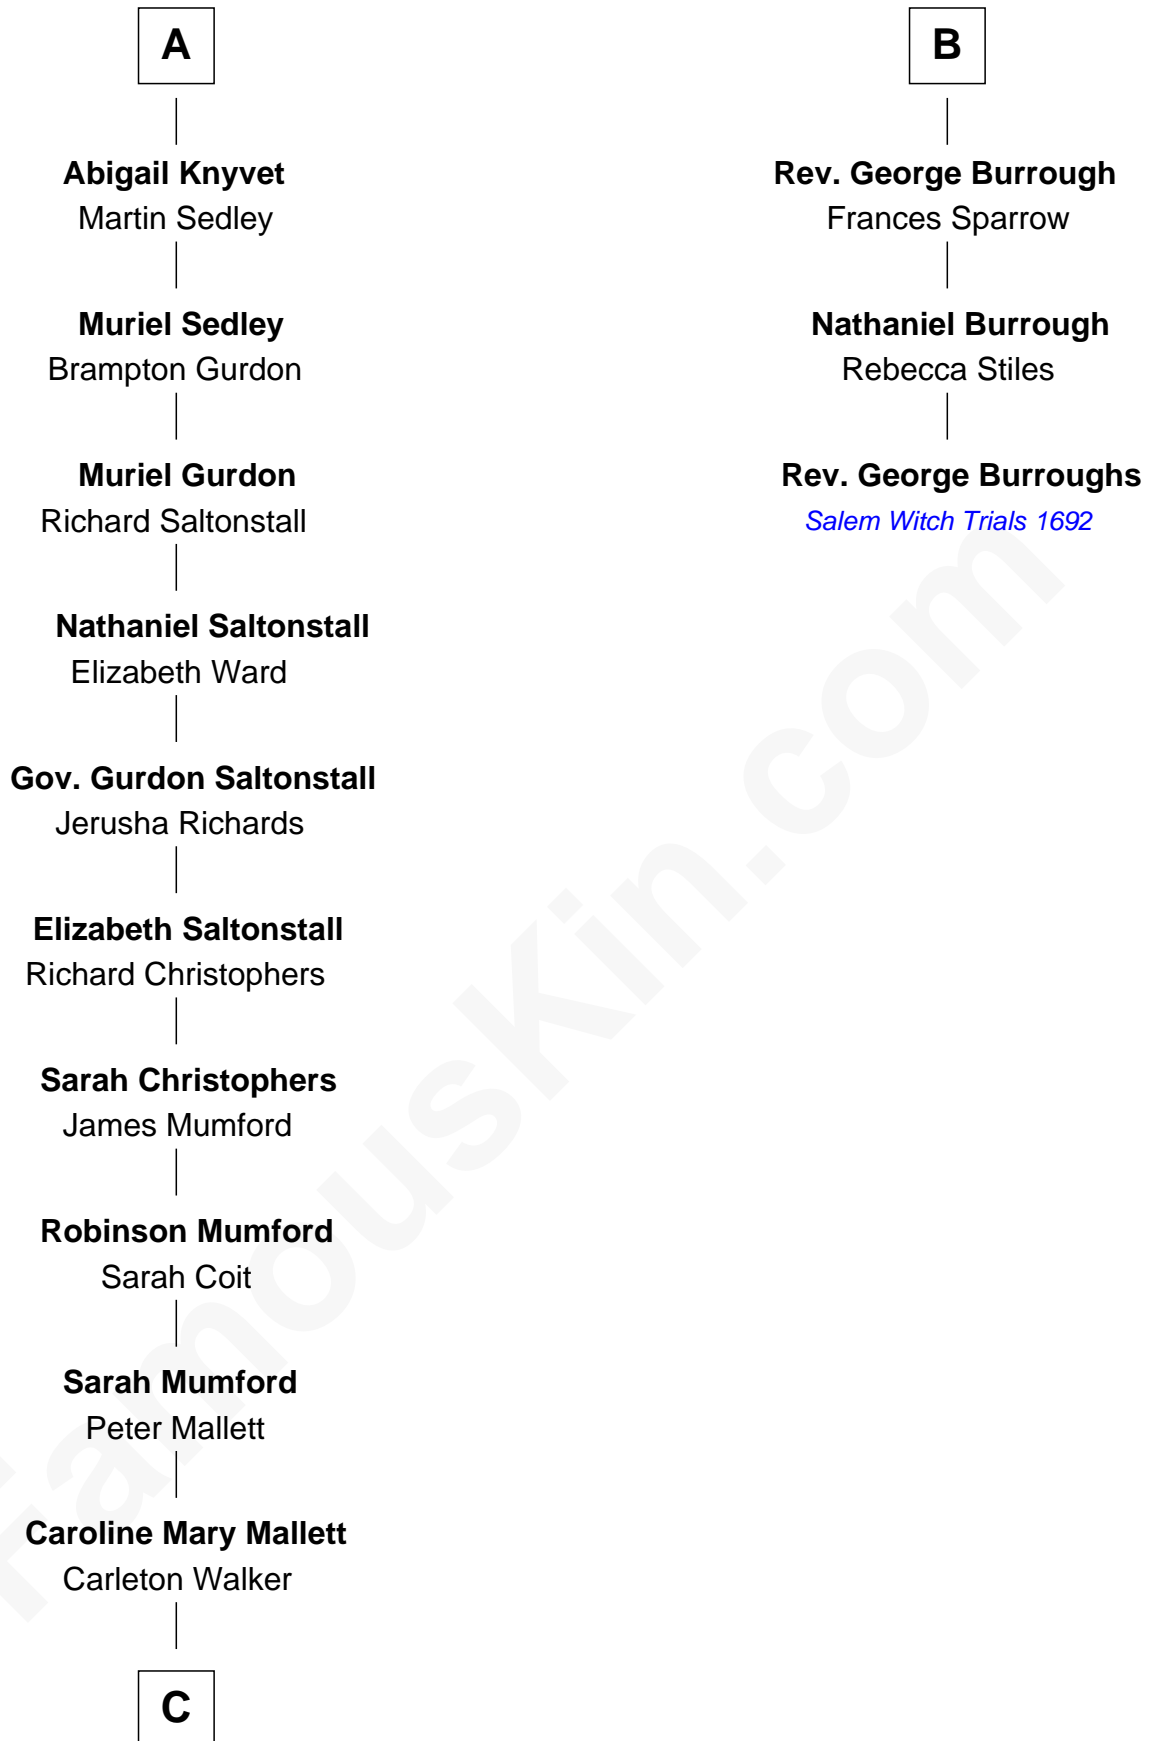 A
Abigail Knyvet
Martin Sedley
Muriel Sedley
Brampton Gurdon
Muriel Gurdon
Richard Saltonstall
Nathaniel Saltonstall
Elizabeth Ward
Gov. Gurdon Saltonstall
Jerusha Richards
Elizabeth Saltonstall
Richard Christophers
Sarah Christophers
James Mumford
Robinson Mumford
Sarah Coit
Sarah Mumford
Peter Mallett
Caroline Mary Mallett
Carleton Walker
C
B
Rev. George Burrough
Frances Sparrow
Nathaniel Burrough
Rebecca Stiles
Rev. George Burroughs
Salem Witch Trials 1692
FamousKin.com